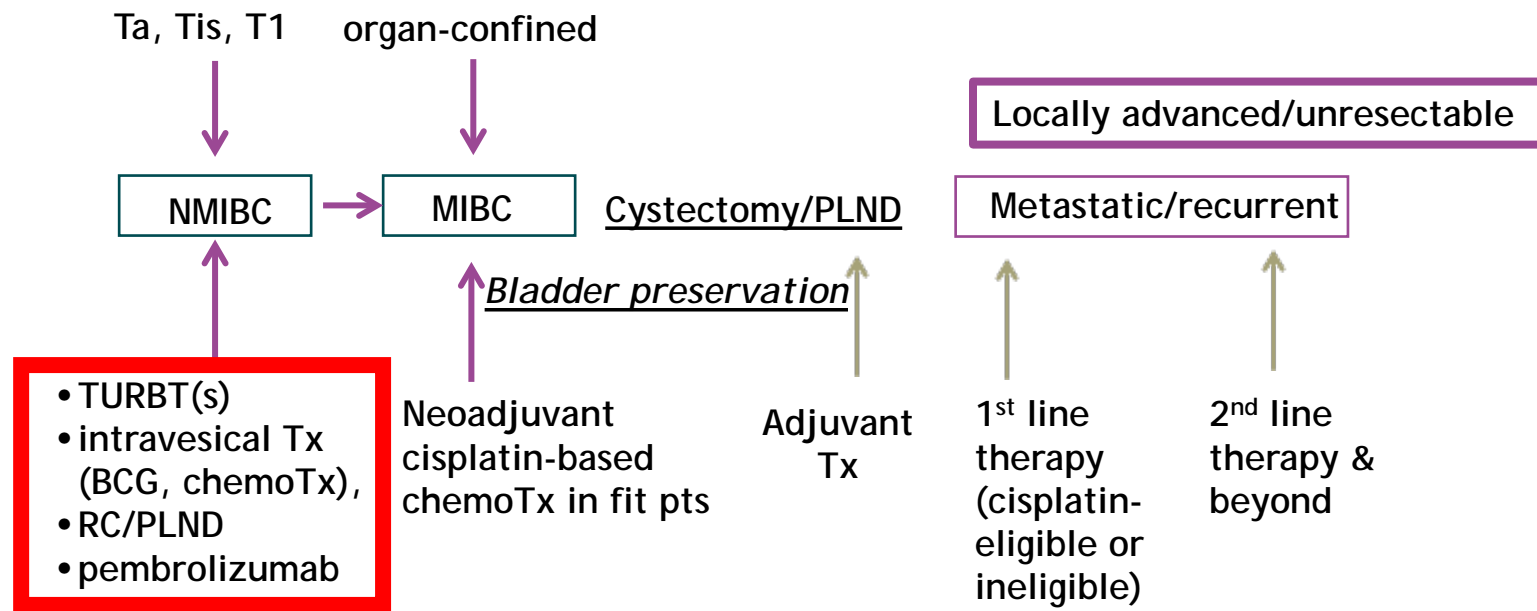 Ta, Tis, T1
organ-confined
Locally advanced/unresectable
NMIBC
MIBC
Cystectomy/PLND
Metastatic/recurrent
Bladder preservation
• TURBT(s)
• intravesical Tx
(BCG, chemoTx),
• RC/PLND
• pembrolizumab
Neoadjuvant
cisplatin-based
chemoTx in fit pts
Adjuvant
Tx
1st line
therapy
(cisplatin-
eligible or
ineligible)
2nd line
therapy &
beyond